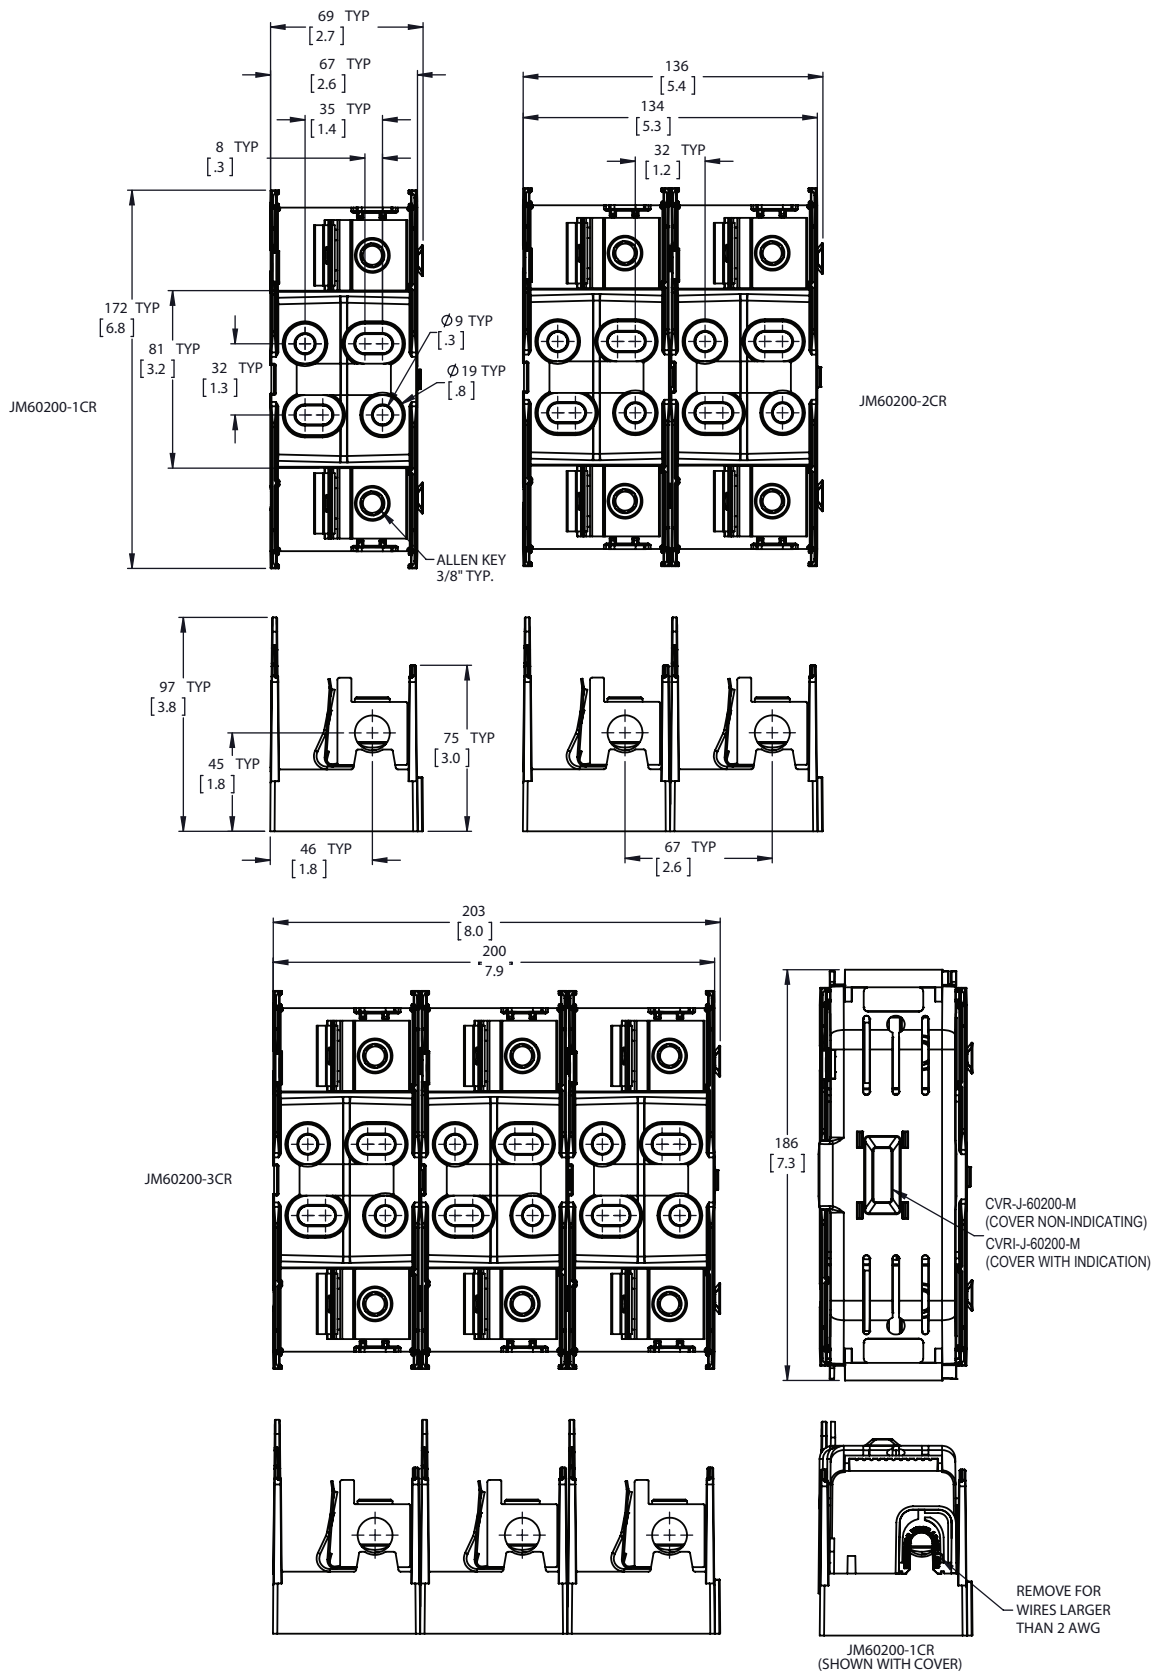 69 TYP
[2.7]
67 TYP
[2.6]
35 TYP
[1.4]
8 TYP
[.3]
136
[5.4]
134
[5.3]
32
[1.2]
172 TYP
[6.8]
81 TYP
[3.2]
32 TYP
[1.3]
Ø9 TYP
[.3]
Ø19 TYP
[.8]
JM60200-1CR
JM60200-2CR
ALLEN KEY
3/8" TYP.
97 TYP
[3.8]
45 TYP
[1.8]
75 TYP
[3.0]
46 TYP
[1.8]
67 TYP
[2.6]
203
[8.0]
200
7.9
186
[7.3]
JM60200-3CR
CVR-J-60200-M
(COVER NON-INDICATING)
CVRI-J-60200-M
(COVER WITH INDICATION)
REMOVE FOR
WIRES LARGER
THAN 2 AWG
JM60200-1CR
(SHOWN WITH COVER)